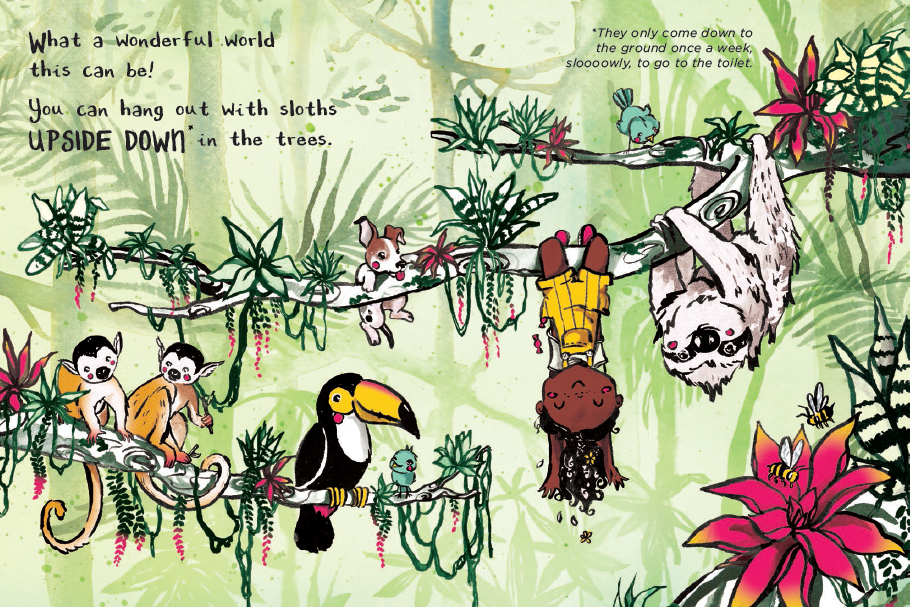 What a wonderful world
this can be!
You can hang out with sloths
UPSIDE DOWN* in the trees.
*They only come down to
the ground once a week,
sloooowly, to go to the toilet.